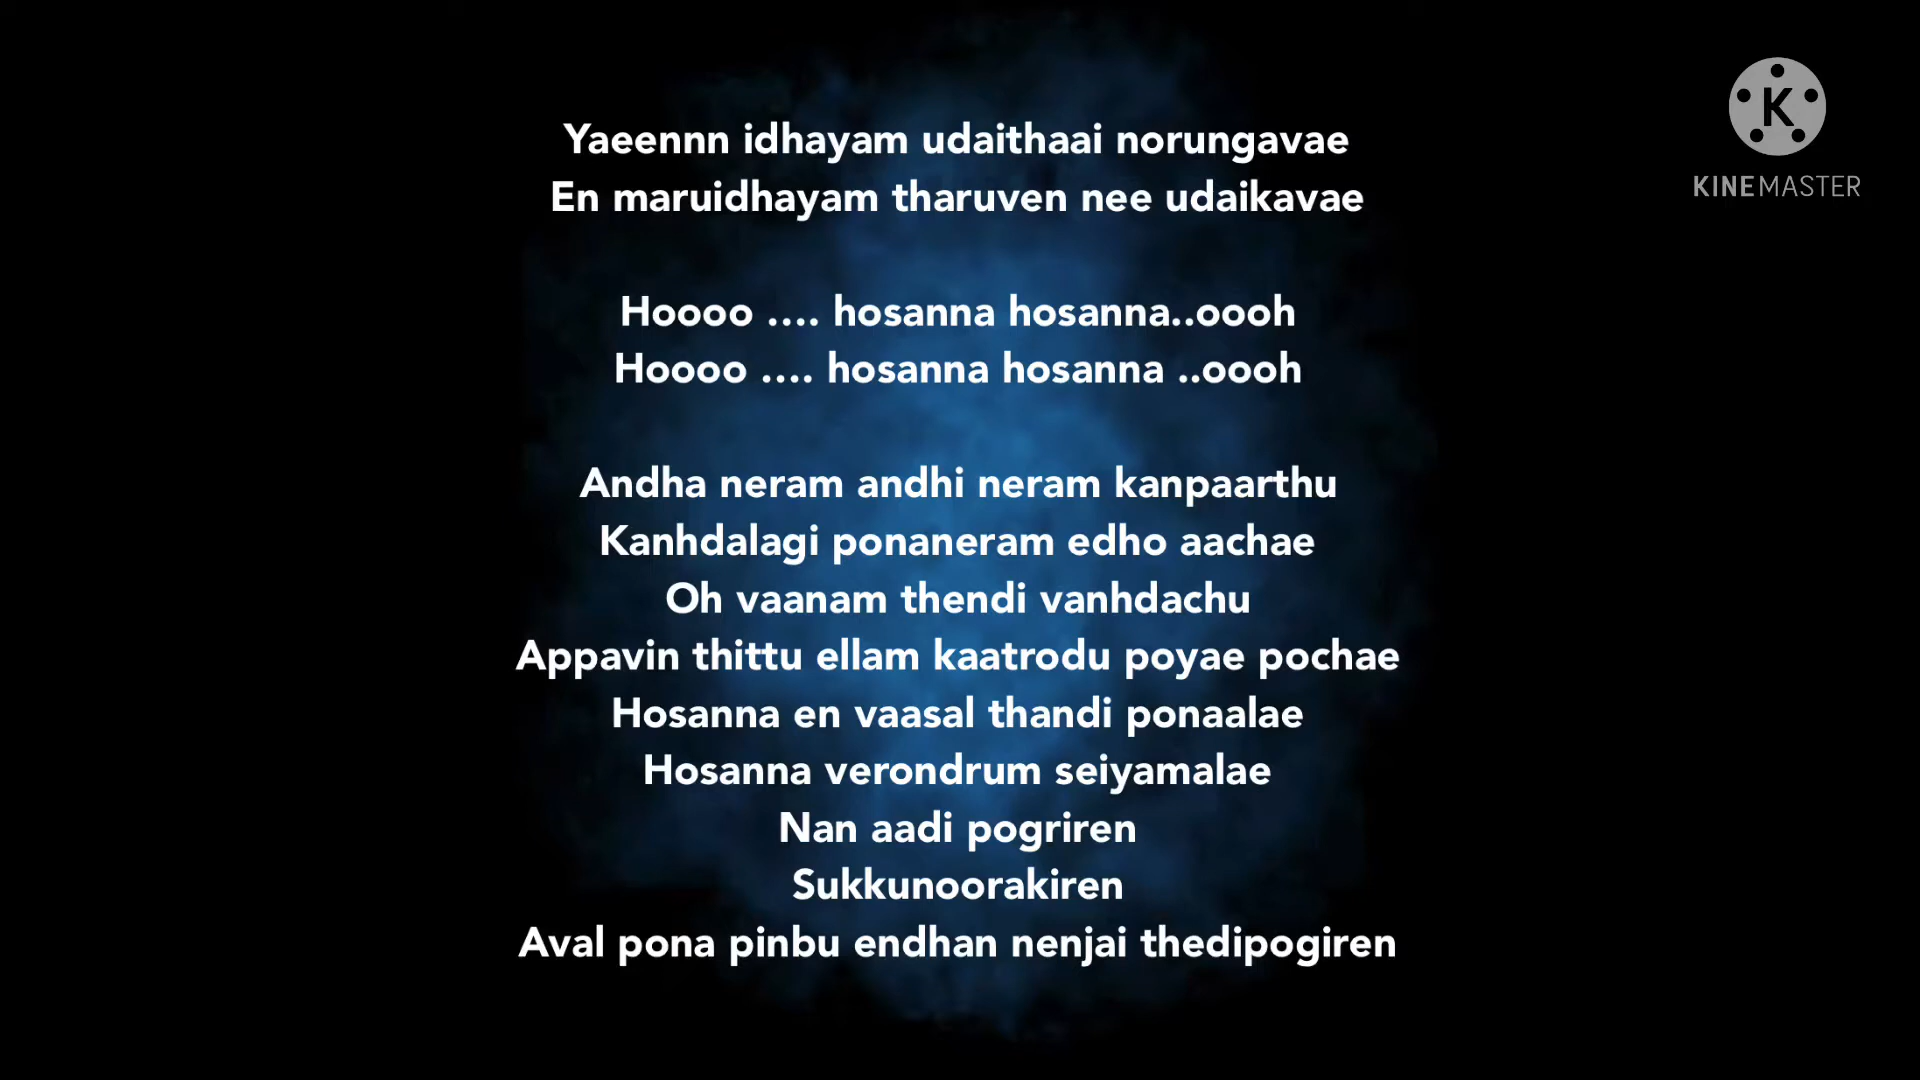 Yaeennn idhayam udaithaai norungavae
En maruidhayam tharuven nee udaikavae
Hoooo .... hosanna hosanna..oooh
Hoooo .... hosanna hosanna ..oooh
Andha neram andhi neram kanpaarthu
Kanhdalagi ponaneram edho aachae
Oh vaanam thendi vanhdachu
Appavin thittu ellam kaatrodu poyae pochae
Hosanna en vaasal thandi ponaalae
Hosanna verondrum seiyamalae
Nan aadi pogriren
Sukkunoorakiren
Aval pona pinbu endhan nenjai thedipogiren
K
KINEMASTER